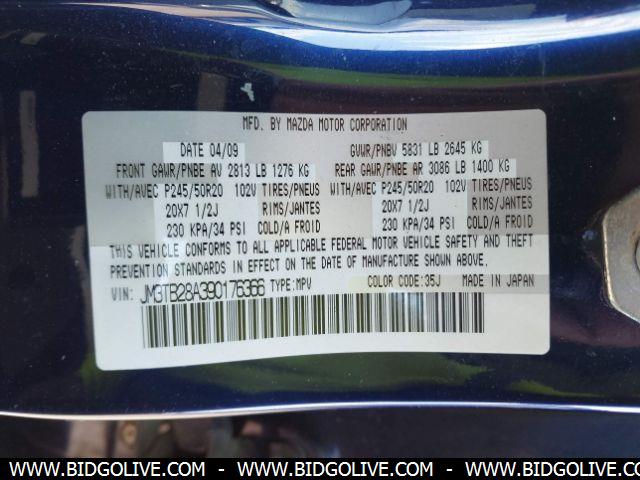 MFD. BY MAZDA MOTOR CORPORATION
DATE 04/09 GVWR/PNBV 5831 LB 2645 KG
FRONT GAWR/PNBE AV 2813 LB 1276 KG REAR GAWR/PNBE AR 3086 LB 1400 KG
WITH/AVEC P245/50R20 102V TIRES/PNEUS WITH/AVEC P245/50R20 102V TIRES/PNEUS
20X7 1/2J RIMS/JANTES 20X7 1/2J RIMS/JANTES
230 KPA/34 PSI COLD/A FROID 230 KPA/34 PSI COLD/A FROID
THIS VEHICLE CONFORMS TO ALL APPLICABLE FEDERAL MOTOR VEHICLE SAFETY AND THEFT
PREVENTION STANDARDS IN EFFECT ON THE DATE OF MANUFACTURE SHOWN ABOVE.
VIN: JM3TB28A390176366 TYPE:MPV COLOR CODE:35J MADE IN JAPAN
WWW.BIDGOLIVE.COM - WWW.BIDGOLIVE.COM - WWW.BIDGOLIVE.COM - WWW.BIDGOLIVE.COM